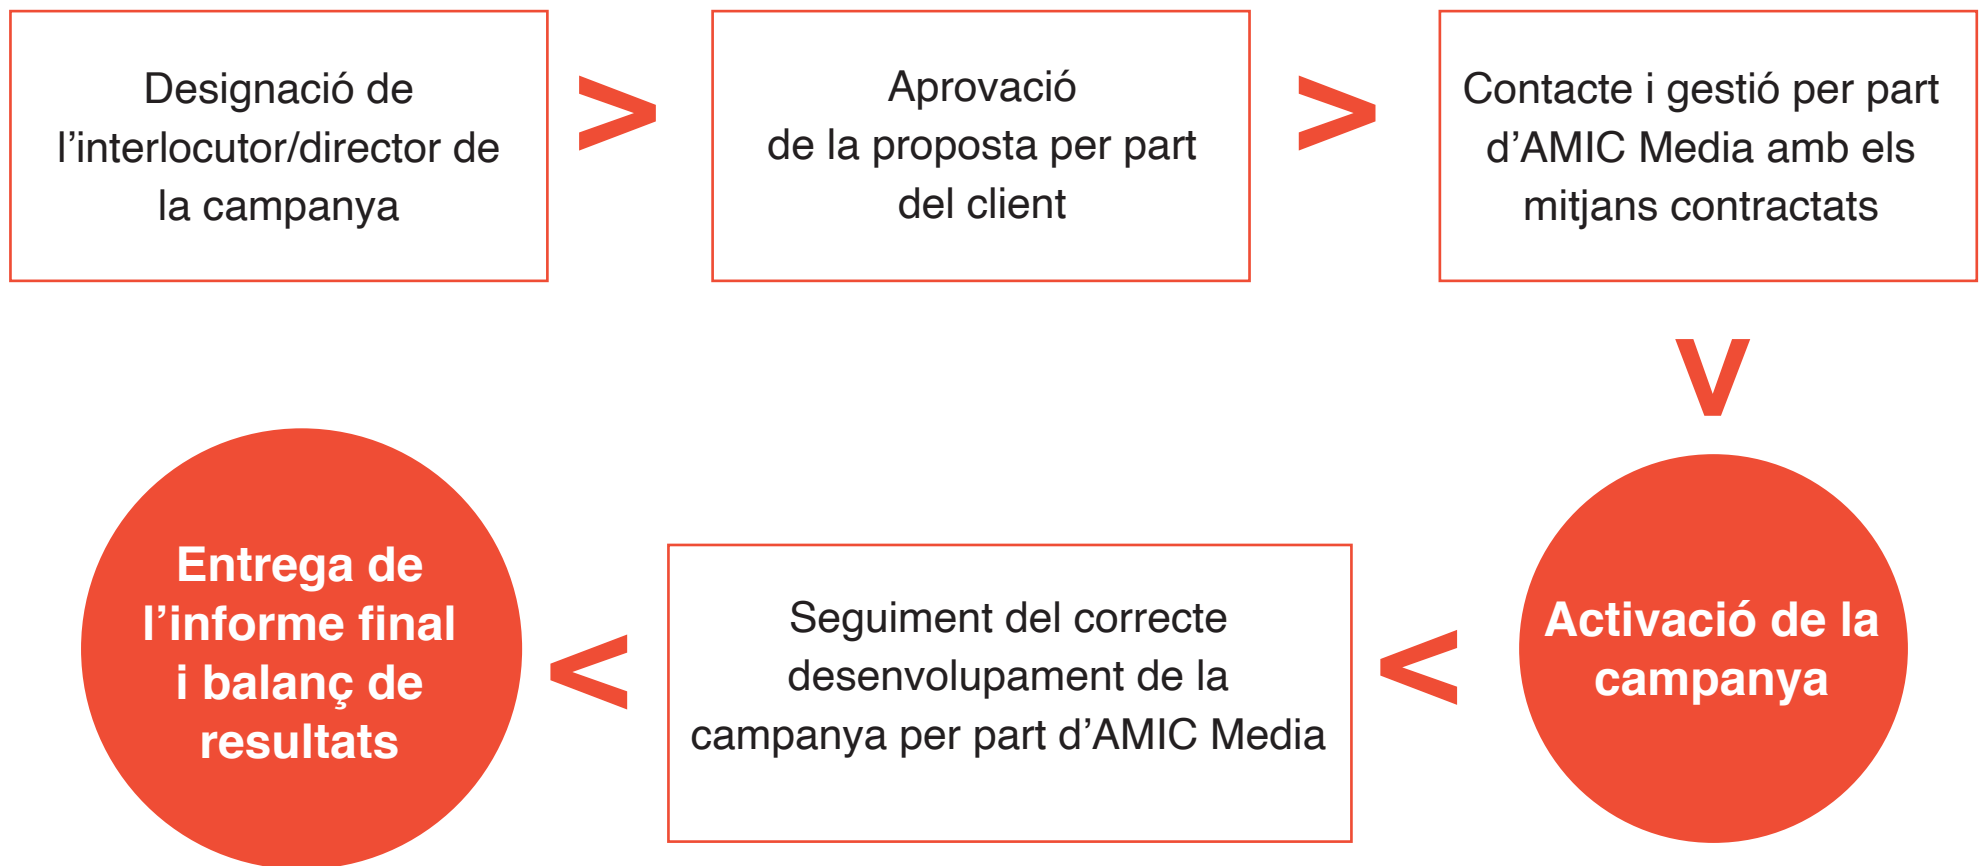 Designació de
l’interlocutor/director de
la campanya
>
Aprovació
de la proposta per part
del client
>
Contacte i gestió per part
d’AMIC Media amb els
mitjans contractats
Activació de la
campanya
<
Seguiment del correcte
desenvolupament de la
campanya per part d’AMIC Media
<
Entrega de
l’informe final
i balanç de
resultats